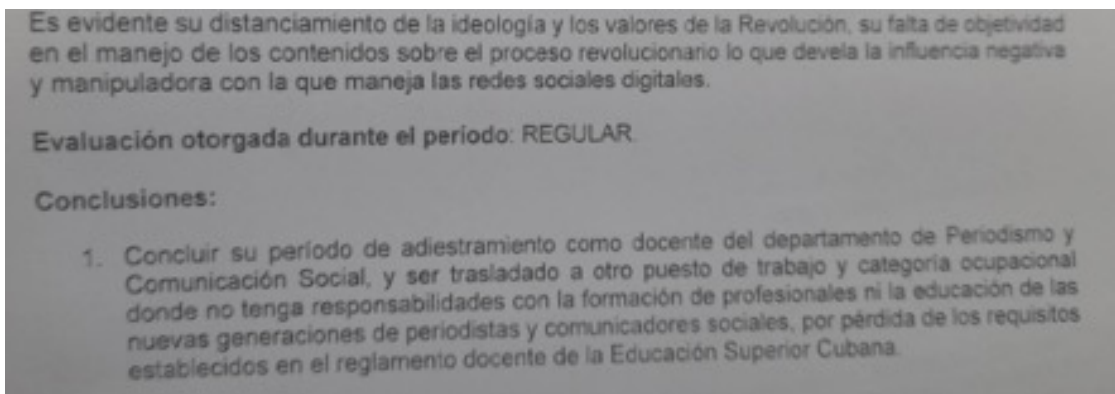 Es evidente su distanciamiento de la ideología y los valores de la Revolución, su falta de objetividad
en el manejo de los contenidos sobre el proceso revolucionario lo que devela la influencia negativa
y manipuladora con la que maneja las redes sociales digitales.
Evaluación otorgada durante el período: REGULAR.
Conclusiones:
1. Concluir su período de adiestramiento como docente del departamento de Periodismo y
Comunicación Social, y ser trasladado a otro puesto de trabajo y categoría ocupacional
donde no tenga responsabilidades con la formación de profesionales ni la educación de las
nuevas generaciones de periodistas y comunicadores sociales, por pérdida de los requisitos
establecidos en el reglamento docente de la Educación Superior Cubana.